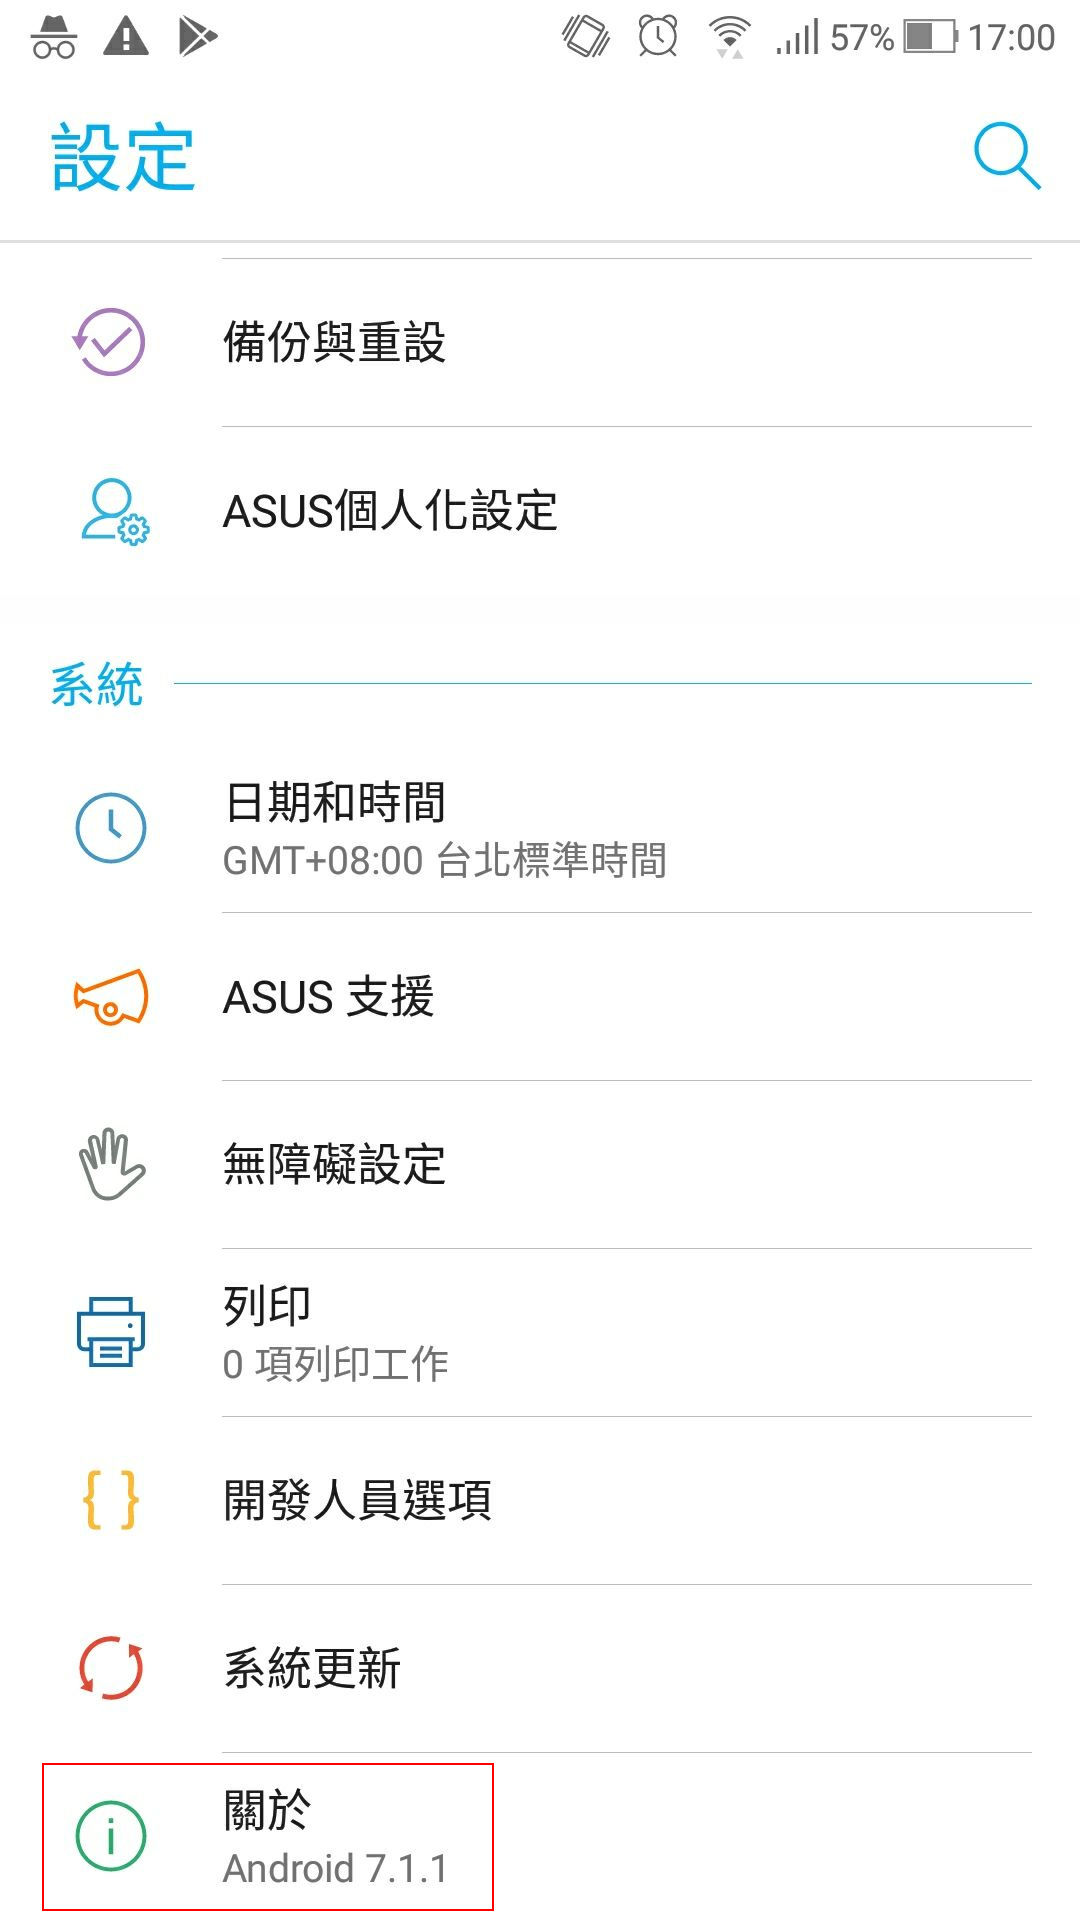 57% 17:00
設定
備份與重設
ASUS個人化設定
系統
日期和時間
GMT+08:00 台北標準時間
ASUS 支援
無障礙設定
列印
0 項列印工作
{ } 開發人員選項
系統更新
關於
Android 7.1.1